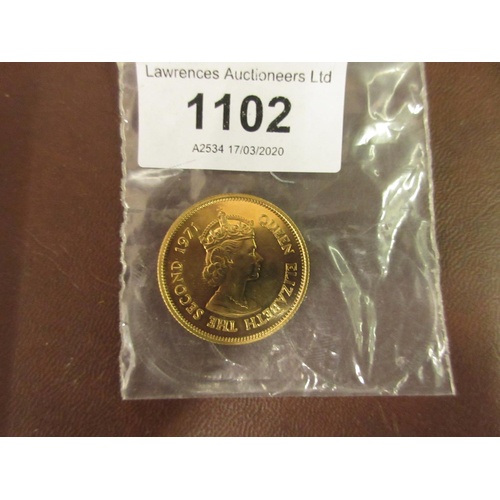 Lawrences Auctioneers Ltd
1102
A2534 17/03/2020
QUEEN ELIZABETH THE SECOND 1971